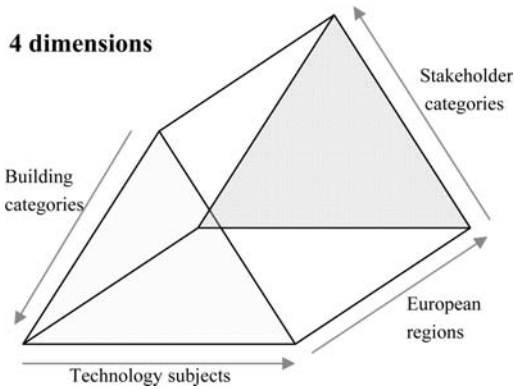 4 dimensions
Stakeholder
categories
Building
categories
European
regions
Technology subjects